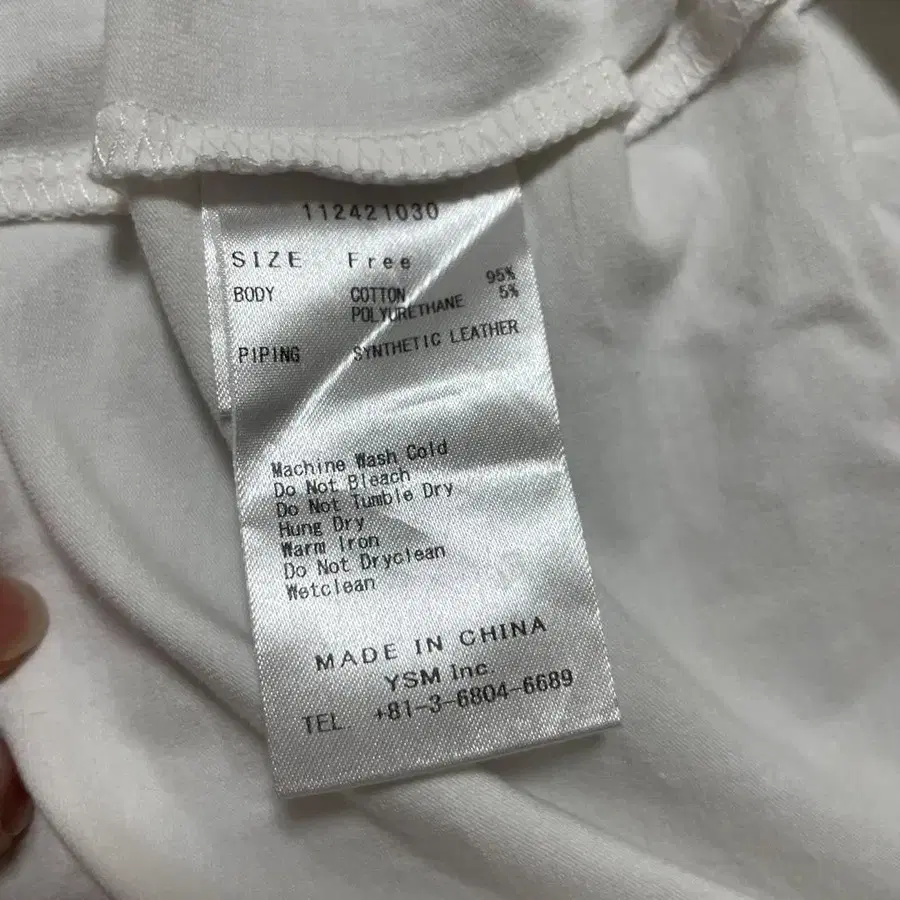 112421030
SIZE Free
BODY COTTON 95%
POLYURETHANE 5%
PIPING SYNTHETIC LEATHER
Machine Wash Cold
Do Not Bleach
Do Not Tumble Dry
Hung Dry
Warm Iron
Do Not Dryclean
Wetclean
MADE IN CHINA
YSM Inc.
TEL +81-3-6804-6689